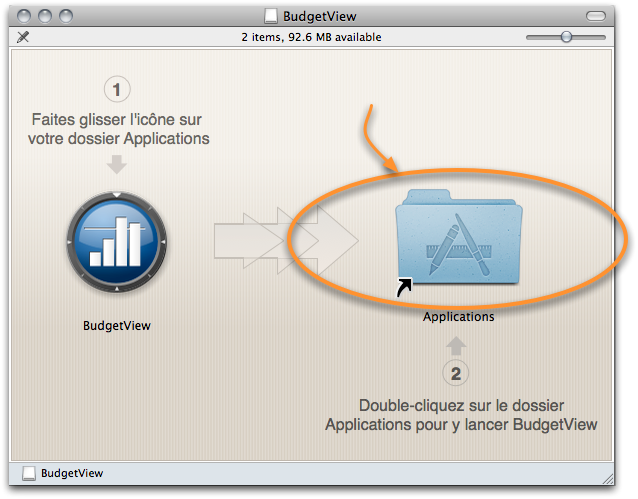 BudgetView
2 items, 92.6 MB available
1
Faites glisser l'icône sur
votre dossier Applications
BudgetView
Applications
2
Double-cliquez sur le dossier
Applications pour y lancer BudgetView
BudgetView